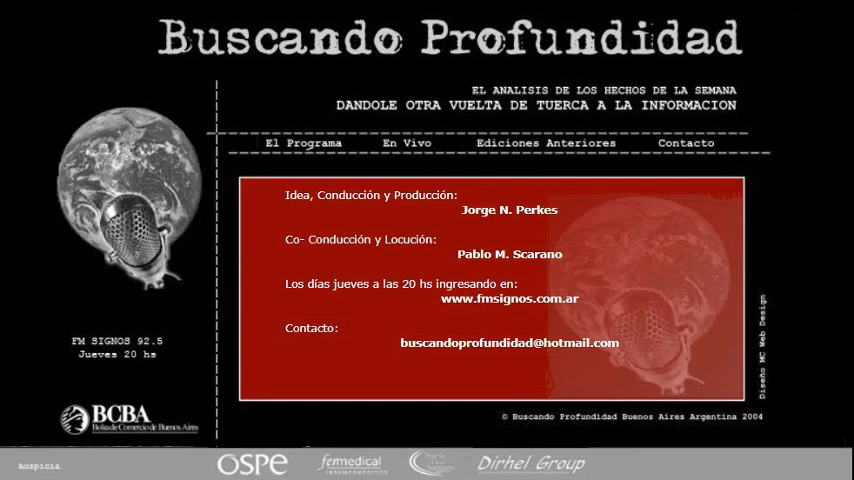 Buscando Profundidad
EL ANALISIS DE LOS HECHOS DE LA SEMANA
DANDOLE OTRA VUELTA DE TUERCA A LA INFORMACION
El Programa En Vivo Ediciones Anteriores Contacto
Idea, Conducción y Producción:
Jorge N. Perkes
Co- Conducción y Locución:
Pablo M. Scarano
Los días jueves a las 20 hs ingresando en:
www.fmsignos.com.ar
Contacto:
buscandoprofundidad@hotmail.com
Diseño MC Web Design
FM SIGNOS 92.5
Jueves 20 hs
BCBA
Bolsa de Comercio de Buenos Aires
© Buscando Profundidad Buenos Aires Argentina 2004
Auspicia
OSPe
fermedical
INSUMOS MEDICOS
Dirhel Group